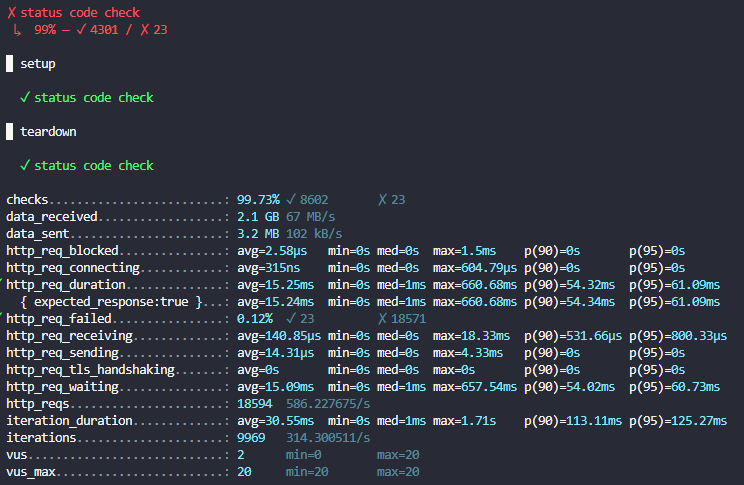 ✗ status code check
↳  99% — ✓ 4301 / ✗ 23
█ setup
✓ status code check
█ teardown
✓ status code check
checks.........................: 99.73% ✓ 8602       ✗ 23
data_received..................: 2.1 GB 67 MB/s
data_sent......................: 3.2 MB 102 kB/s
http_req_blocked...............: avg=2.58µs   min=0s med=0s  max=1.5ms    p(90)=0s       p(95)=0s
http_req_connecting............: avg=315ns    min=0s med=0s  max=604.79µs p(90)=0s       p(95)=0s
✓ http_req_duration..............: avg=15.25ms  min=0s med=1ms max=660.68ms p(90)=54.32ms  p(95)=61.09ms
{ expected_response:true }...: avg=15.24ms  min=0s med=1ms max=660.68ms p(90)=54.34ms  p(95)=61.09ms
✓ http_req_failed................: 0.12%  ✓ 23         ✗ 18571
http_req_receiving.............: avg=140.85µs min=0s med=0s  max=18.33ms  p(90)=531.66µs p(95)=800.33µs
http_req_sending...............: avg=14.31µs  min=0s med=0s  max=4.33ms   p(90)=0s       p(95)=0s
http_req_tls_handshaking.......: avg=0s       min=0s med=0s  max=0s       p(90)=0s       p(95)=0s
http_req_waiting...............: avg=15.09ms  min=0s med=1ms max=657.54ms p(90)=54.02ms  p(95)=60.73ms
http_reqs......................: 18594  586.227675/s
iteration_duration.............: avg=30.55ms  min=0s med=1ms max=1.71s    p(90)=113.11ms p(95)=125.27ms
iterations.....................: 9969   314.300511/s
vus............................: 2      min=0        max=20
vus_max........................: 20     min=20       max=20